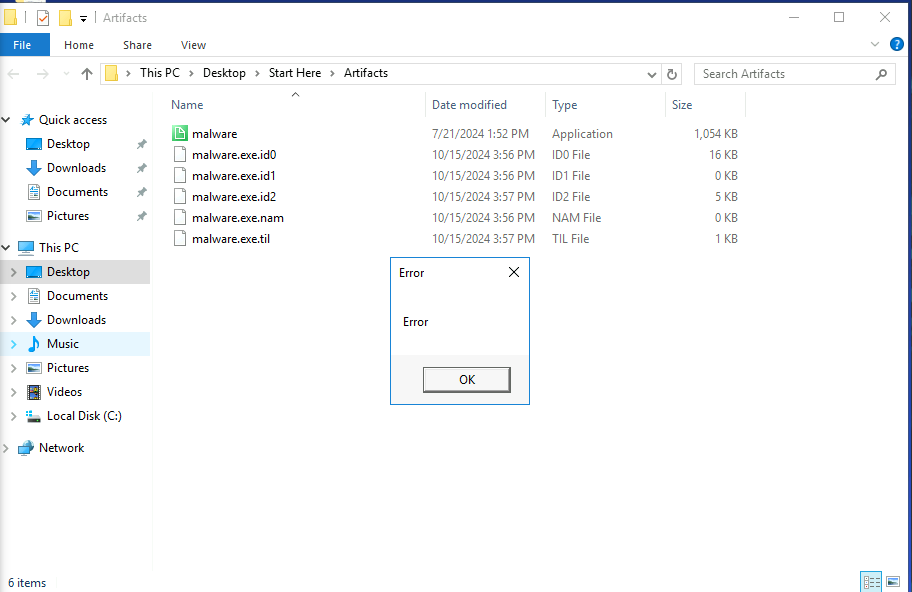 Artifacts
File Home Share View
This PC > Desktop > Start Here > Artifacts Search Artifacts
Name Date modified Type Size
Quick access
Desktop
Downloads
Documents
Pictures
This PC
Desktop
Documents
Downloads
Music
Pictures
Videos
Local Disk (C:)
Network
malware 7/21/2024 1:52 PM Application 1,054 KB
malware.exe.id0 10/15/2024 3:56 PM ID0 File 16 KB
malware.exe.id1 10/15/2024 3:56 PM ID1 File 0 KB
malware.exe.id2 10/15/2024 3:57 PM ID2 File 5 KB
malware.exe.nam 10/15/2024 3:56 PM NAM File 0 KB
malware.exe.til 10/15/2024 3:57 PM TIL File 1 KB
Error
Error
OK
6 items